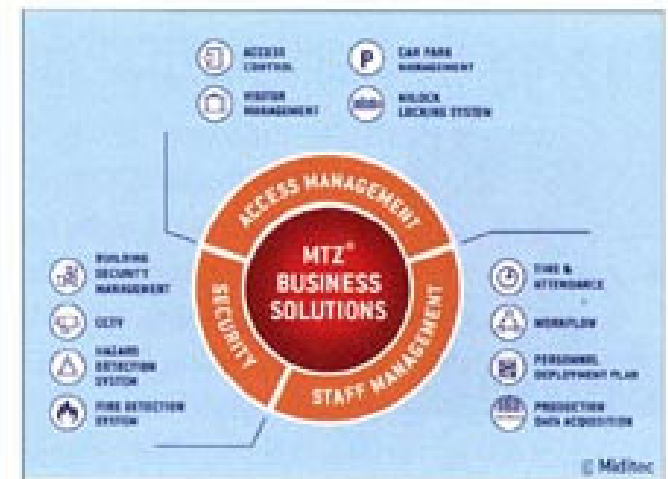 ACCESS
CONTROL
P
CAR PARK
MANAGEMENT
VISITOR
MANAGEMENT
LOCKING SYSTEM
ACCESS MANAGEMENT
MTZ®
BUSINESS
SOLUTIONS
SECURITY
STAFF MANAGEMENT
BUILDING
SECURITY
MANAGEMENT
CCTV
HAZARD
DETECTION
SYSTEM
FIRE DETECTION
SYSTEM
TIME &
ATTENDANCE
WORKFLOW
PERSONNEL
DEPLOYMENT PLAN
PRODUCTION
DATA ACQUISITION
© Miditec